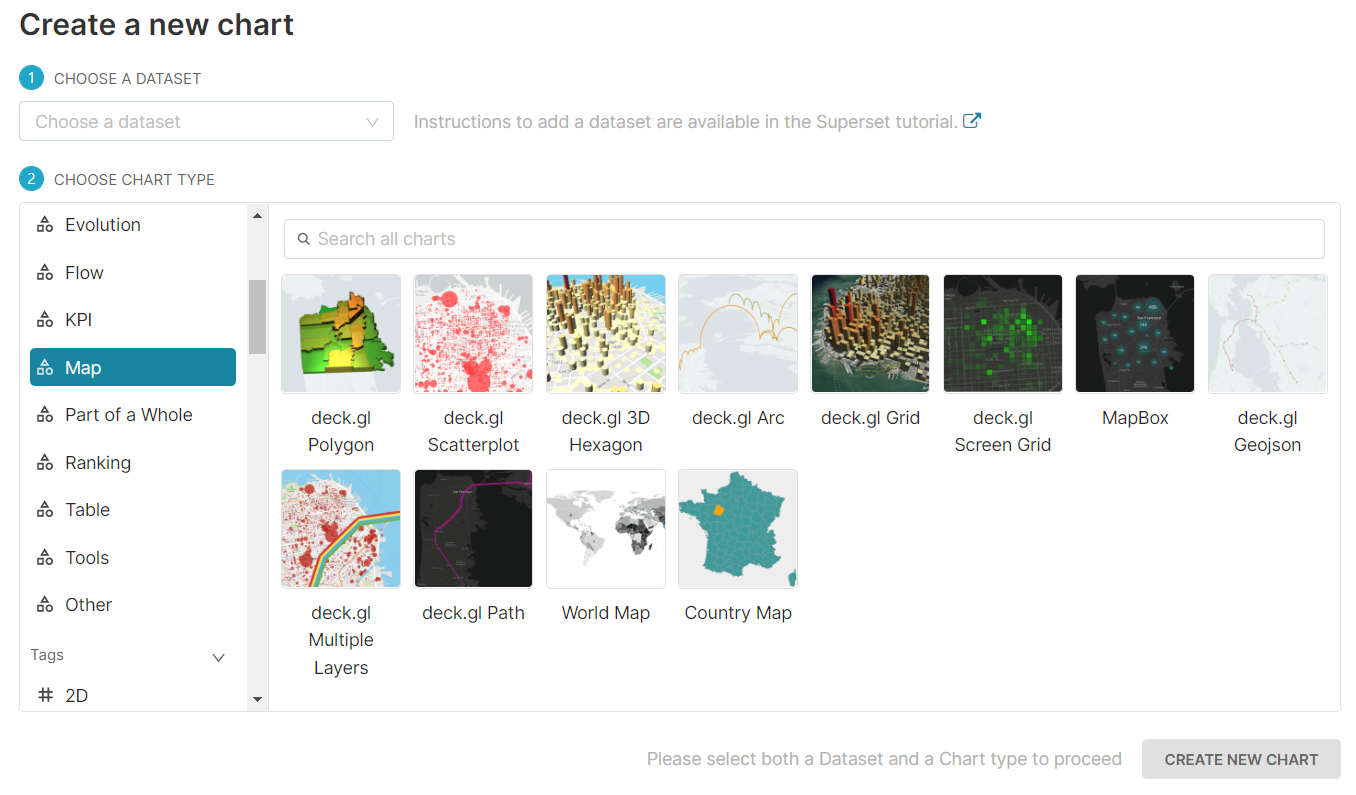 Create a new chart
1 CHOOSE A DATASET
Choose a dataset
Instructions to add a dataset are available in the Superset tutorial.
2 CHOOSE CHART TYPE
Evolution
Flow
KPI
Map
Part of a Whole
Ranking
Table
Tools
Other
Tags
2D
Search all charts
deck.gl
Polygon
deck.gl
Scatterplot
deck.gl 3D
Hexagon
deck.gl Arc
deck.gl Grid
deck.gl
Screen Grid
MapBox
deck.gl
Geojson
deck.gl
Multiple
Layers
deck.gl Path
World Map
Country Map
Please select both a Dataset and a Chart type to proceed
CREATE NEW CHART